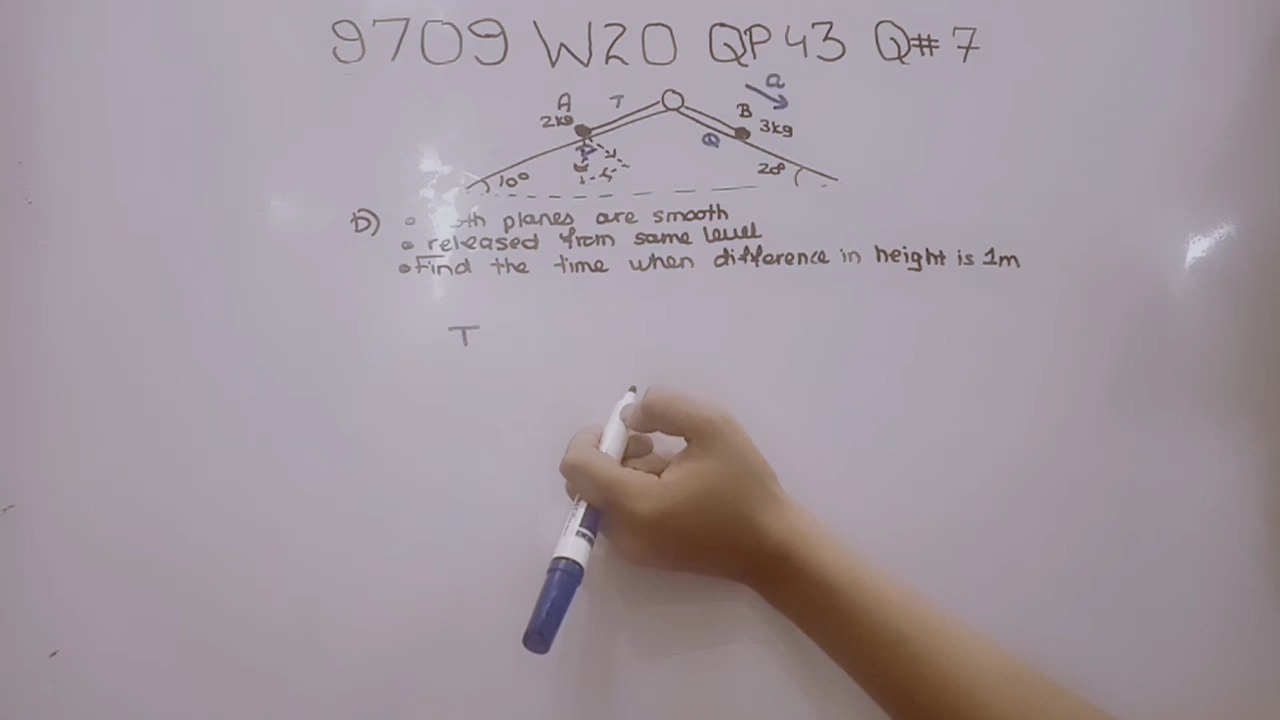 9709 W20 QP43 Q#7
a
A T B
2kg 3kg
10° 20°
b) planes are smooth
released from same level
Find the time when difference in height is 1m
T